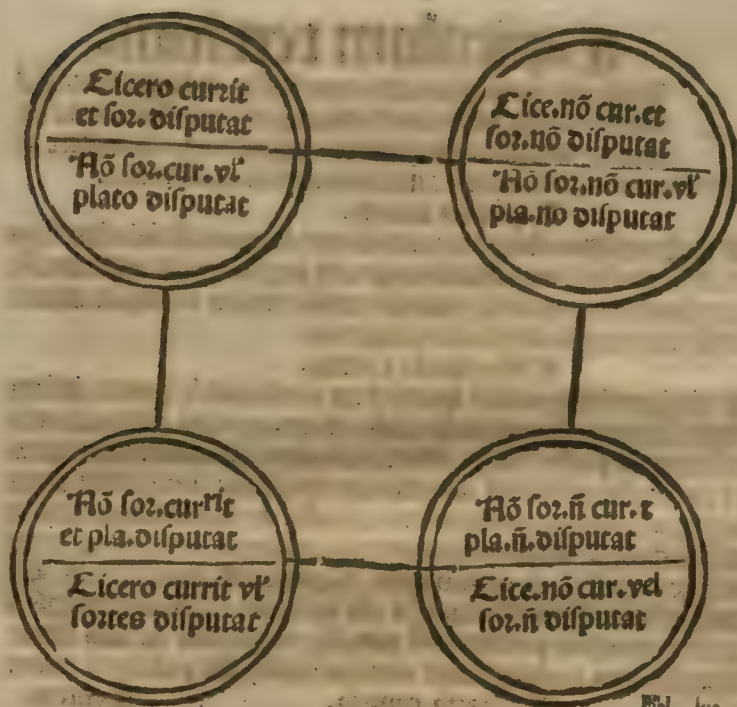 Cicero currit
et sor. disputat
Nō sor. cur. vl'
plato disputat
Cice. nō cur. et
sor. nō disputat
Nō sor. nō cur. vl'
pla. no disputat
Nō sor. currit
et pla. disputat
Cicero currit vl'
sortes disputat
Nō sor. n̄ cur. ⁊
pla. n̄. disputat
Cice. nō cur. vel
sor. n̄ disputat